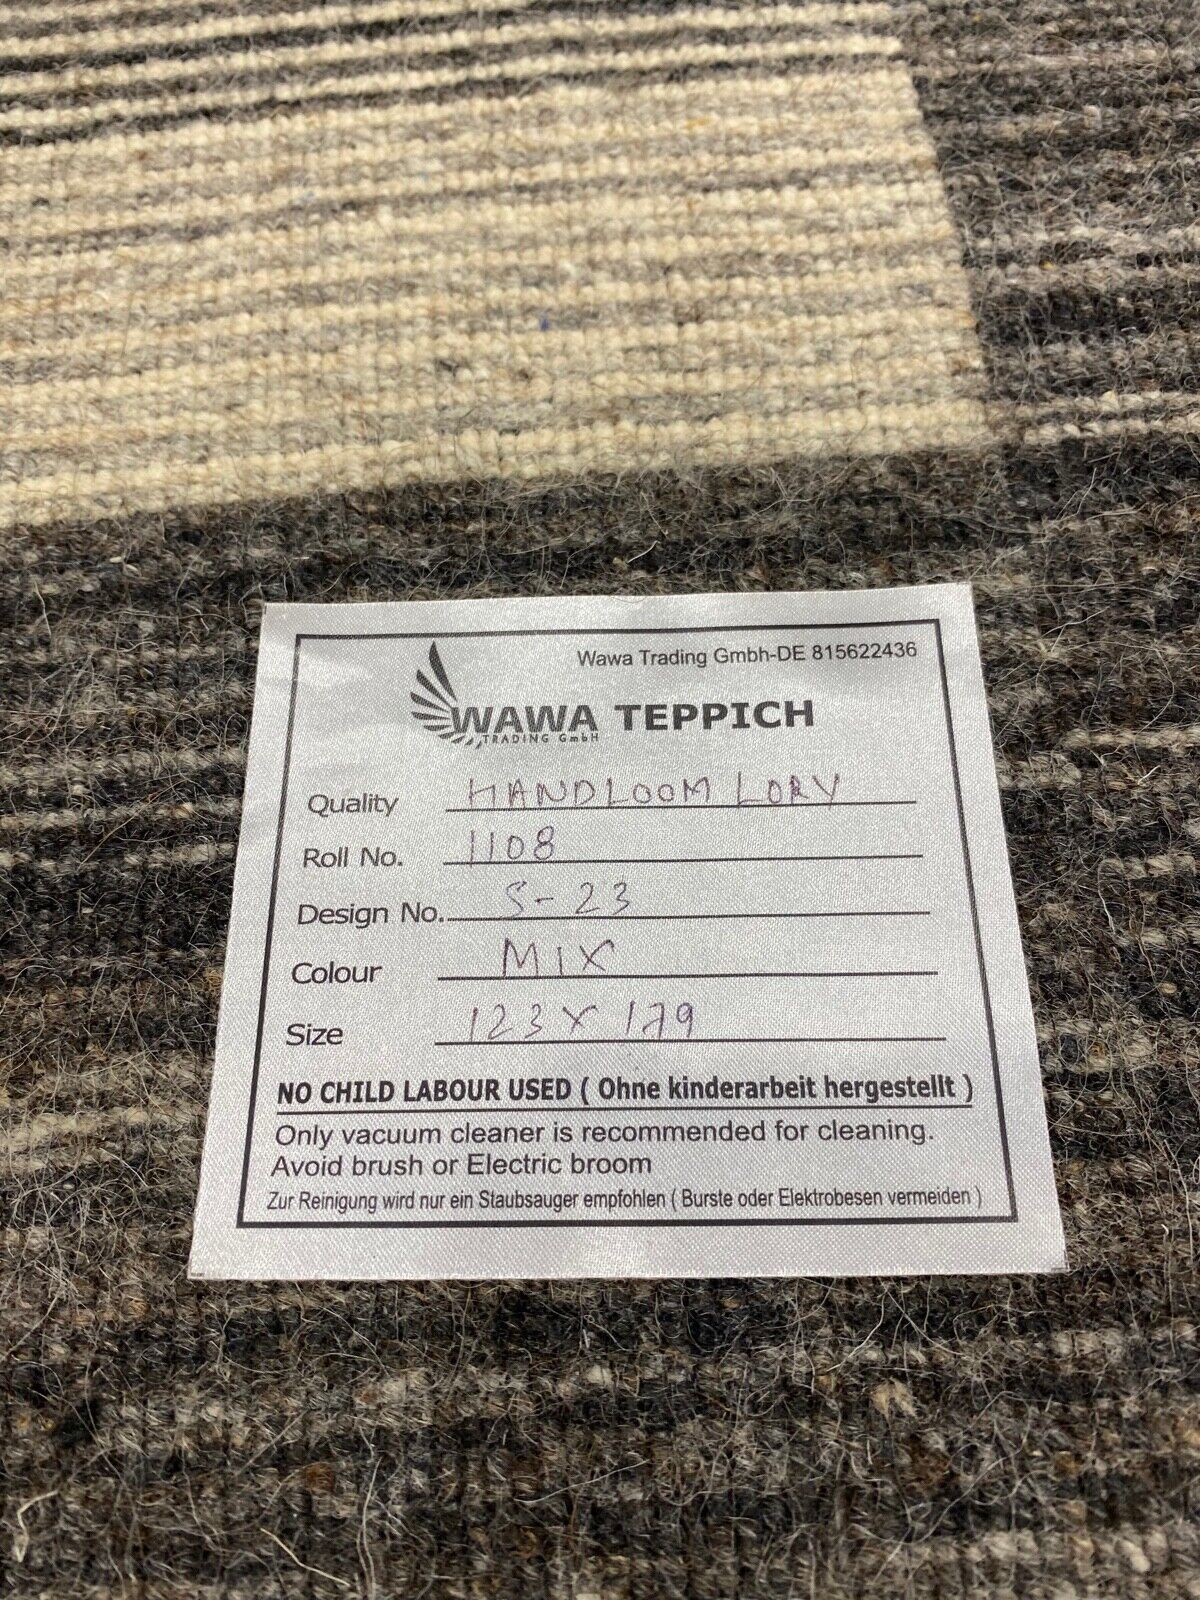 Wawa Trading Gmbh-DE 815622436
WAWA TEPPICH
TRADING GmbH
Quality HANDLOOM LORY
Roll No. 1108
Design No. S-23
Colour MIX
Size 123 X 179
NO CHILD LABOUR USED ( Ohne kinderarbeit hergestellt )
Only vacuum cleaner is recommended for cleaning.
Avoid brush or Electric broom
Zur Reinigung wird nur ein Staubsauger empfohlen ( Burste oder Elektrobesen vermeiden )